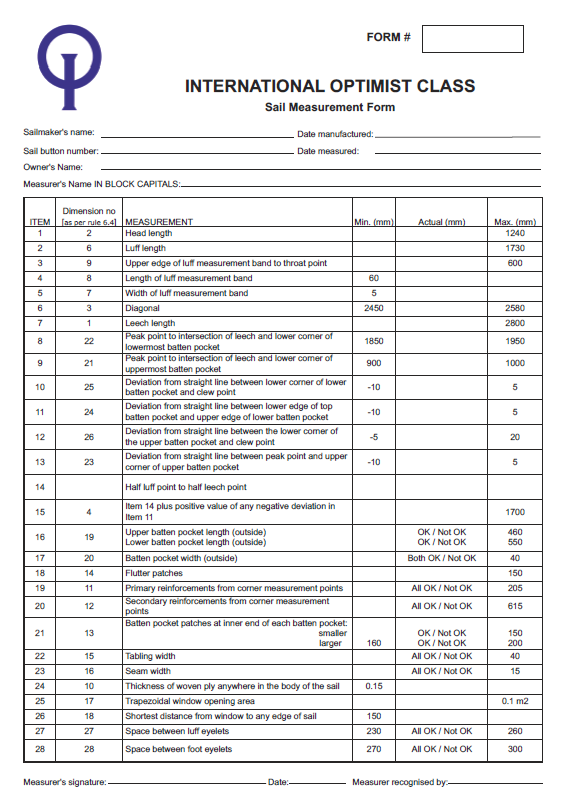 FORM #
INTERNATIONAL OPTIMIST CLASS
Sail Measurement Form
Sailmaker's name: Date manufactured:
Sail button number: Date measured:
Owner's Name:
Measurer's Name IN BLOCK CAPITALS:
Dimension no
ITEM [as per rule 6.4] MEASUREMENT Min. (mm) Actual (mm) Max. (mm)
1 2 Head length 1240
2 6 Luff length 1730
3 9 Upper edge of luff measurement band to throat point 600
4 8 Length of luff measurement band 60
5 7 Width of luff measurement band 5
6 3 Diagonal 2450 2580
7 1 Leech length 2800
8 22 Peak point to intersection of leech and lower corner of
lowermost batten pocket 1850 1950
9 21 Peak point to intersection of leech and lower corner of
uppermost batten pocket 900 1000
10 25 Deviation from straight line between lower corner of lower
batten pocket and clew point -10 5
11 24 Deviation from straight line between lower edge of top
batten pocket and upper edge of lower batten pocket -10 5
12 26 Deviation from straight line between the lower corner of
the upper batten pocket and clew point -5 20
13 23 Deviation from straight line between peak point and upper
corner of upper batten pocket -10 5
14 Half luff point to half leech point
15 4 Item 14 plus positive value of any negative deviation in
Item 11 1700
16 19 Upper batten pocket length (outside) OK / Not OK 460
Lower batten pocket length (outside) OK / Not OK 550
17 20 Batten pocket width (outside) Both OK / Not OK 40
18 14 Flutter patches 150
19 11 Primary reinforcements from corner measurement points All OK / Not OK 205
20 12 Secondary reinforcements from corner measurement
points All OK / Not OK 615
21 13 Batten pocket patches at inner end of each batten pocket:
smaller OK / Not OK 150
larger 160 OK / Not OK 200
22 15 Tabling width All OK / Not OK 40
23 16 Seam width All OK / Not OK 15
24 10 Thickness of woven ply anywhere in the body of the sail 0.15
25 17 Trapezoidal window opening area 0.1 m2
26 18 Shortest distance from window to any edge of sail 150
27 27 Space between luff eyelets 230 All OK / Not OK 260
28 28 Space between foot eyelets 270 All OK / Not OK 300
Measurer's signature: Date: Measurer recognised by: